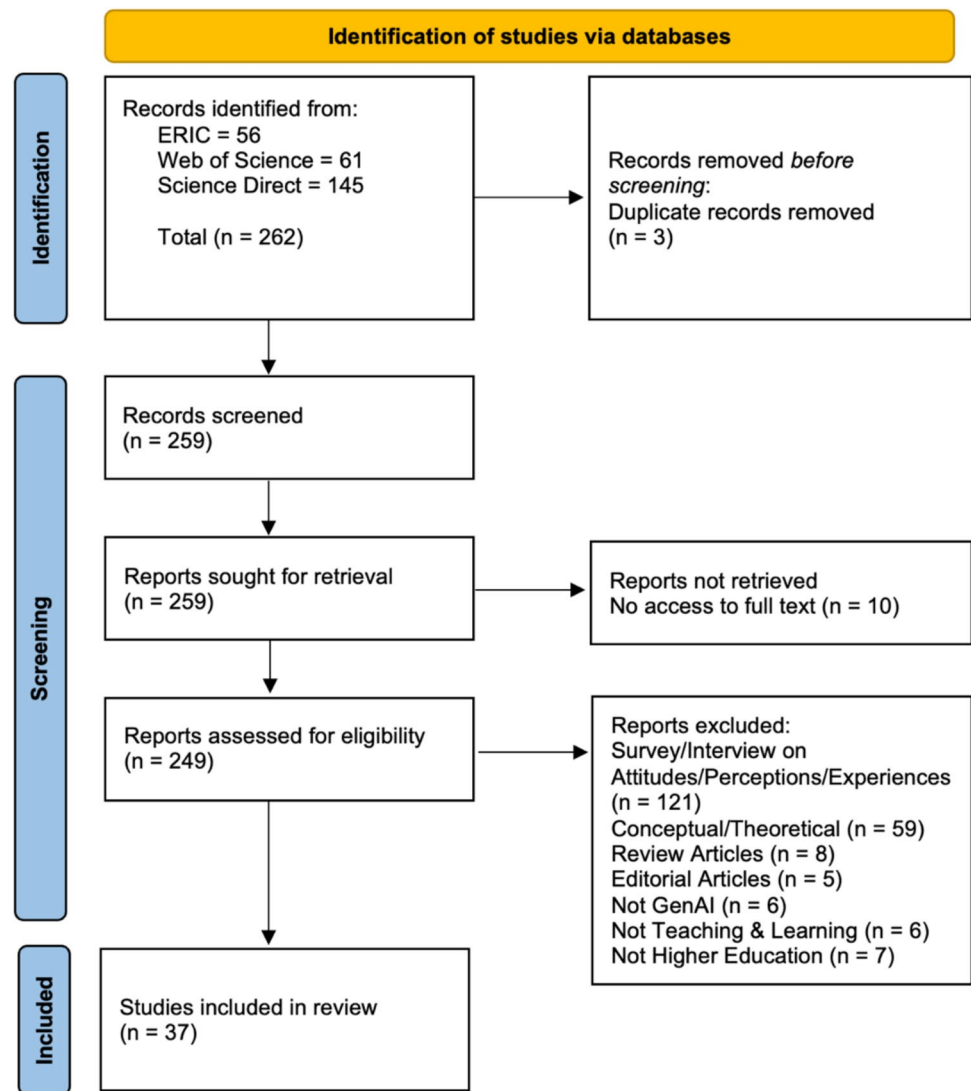 Identification of studies via databases
Identification
Records identified from:
ERIC = 56
Web of Science = 61
Science Direct = 145
Total (n = 262)
Records removed before
screening:
Duplicate records removed
(n = 3)
Screening
Records screened
(n = 259)
Reports sought for retrieval
(n = 259)
Reports not retrieved
No access to full text (n = 10)
Reports assessed for eligibility
(n = 249)
Reports excluded:
Survey/Interview on
Attitudes/Perceptions/Experiences
(n = 121)
Conceptual/Theoretical (n = 59)
Review Articles (n = 8)
Editorial Articles (n = 5)
Not GenAI (n = 6)
Not Teaching & Learning (n = 6)
Not Higher Education (n = 7)
Included
Studies included in review
(n = 37)